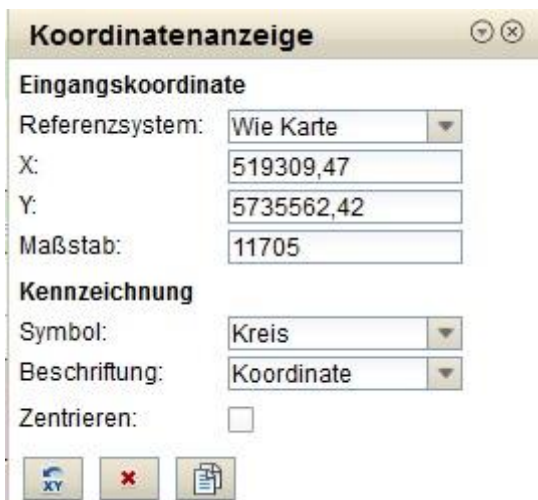 Koordinatenanzeige
Eingangskoordinate
Referenzsystem: Wie Karte
X: 519309,47
Y: 5735562,42
Maßstab: 11705
Kennzeichnung
Symbol: Kreis
Beschriftung: Koordinate
Zentrieren:
XY